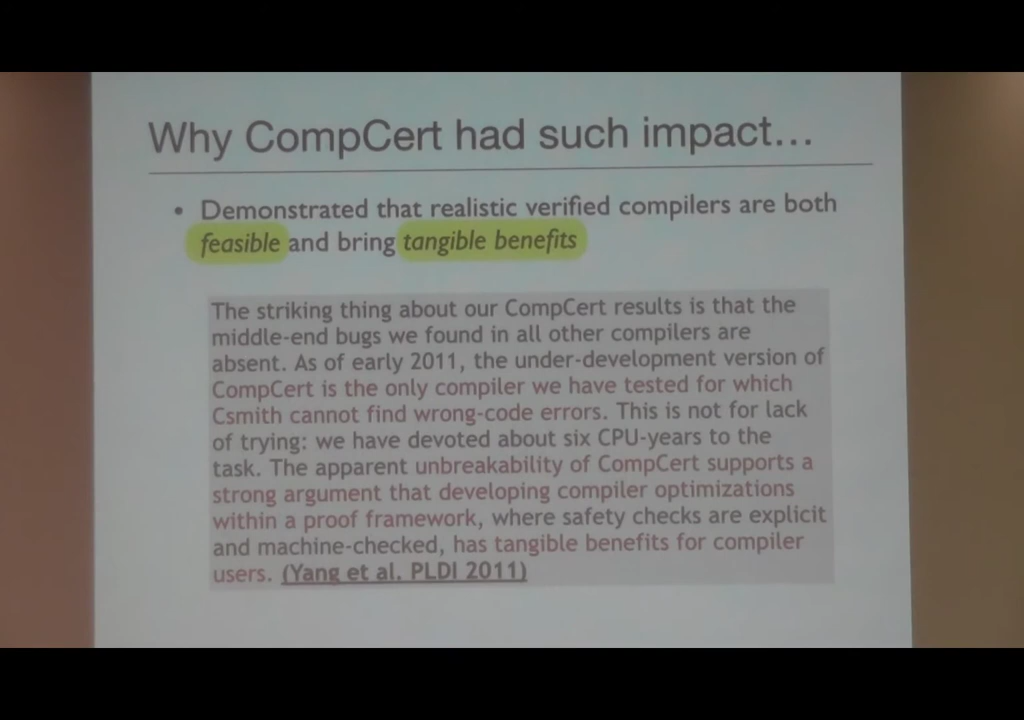 Why CompCert had such impact...
• Demonstrated that realistic verified compilers are both
feasible and bring tangible benefits
The striking thing about our CompCert results is that the
middle-end bugs we found in all other compilers are
absent. As of early 2011, the under-development version of
CompCert is the only compiler we have tested for which
Csmith cannot find wrong-code errors. This is not for lack
of trying: we have devoted about six CPU-years to the
task. The apparent unbreakability of CompCert supports a
strong argument that developing compiler optimizations
within a proof framework, where safety checks are explicit
and machine-checked, has tangible benefits for compiler
users. (Yang et al. PLDI 2011)